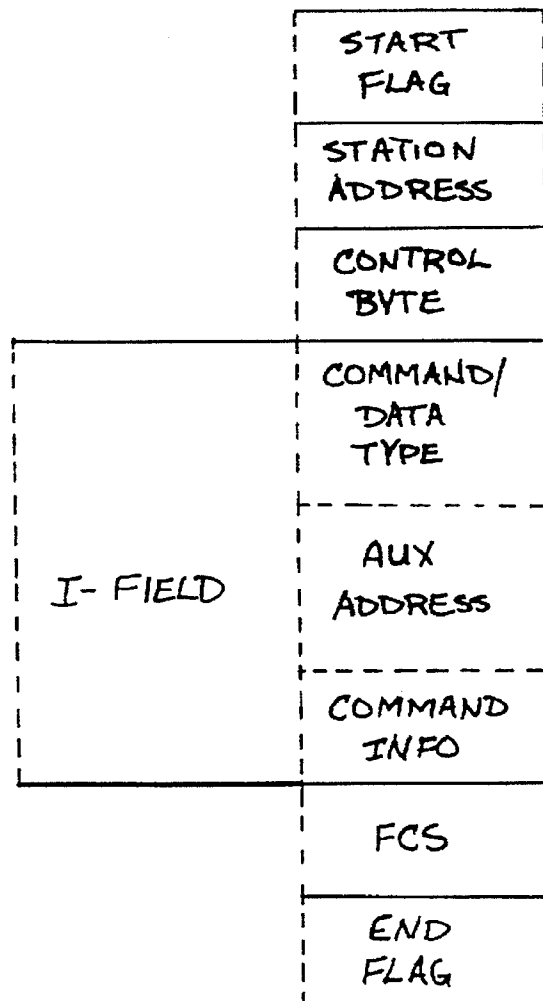 START
FLAG
STATION
ADDRESS
CONTROL
BYTE
COMMAND/
DATA
TYPE
I- FIELD
AUX
ADDRESS
COMMAND
INFO
FCS
END
FLAG